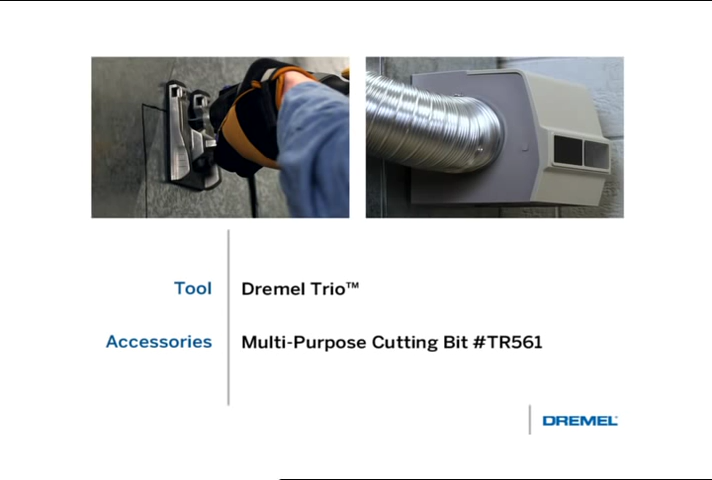 Tool Dremel Trio™
Accessories Multi-Purpose Cutting Bit #TR561
DREMEL